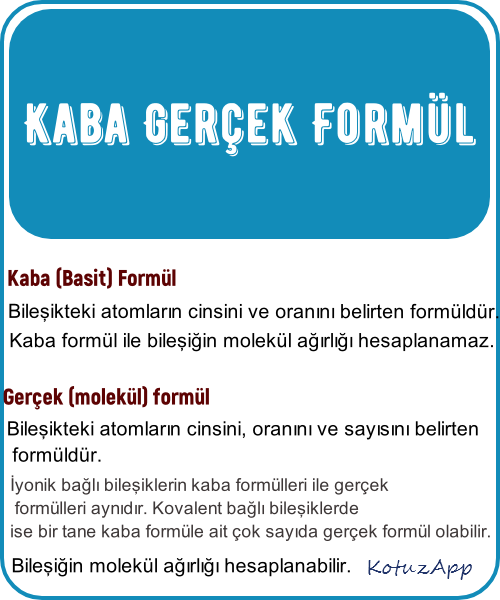 Kaba Gerçek Formül
Kaba (Basit) Formül
Bileşikteki atomların cinsini ve oranını belirten formüldür.
Kaba formül ile bileşiğin molekül ağırlığı hesaplanamaz.
Gerçek (molekül) formül
Bileşikteki atomların cinsini, oranını ve sayısını belirten
formüldür.
İyonik bağlı bileşiklerin kaba formülleri ile gerçek
formülleri aynıdır. Kovalent bağlı bileşiklerde
ise bir tane kaba formüle ait çok sayıda gerçek formül olabilir.
Bileşiğin molekül ağırlığı hesaplanabilir. KotuzApp